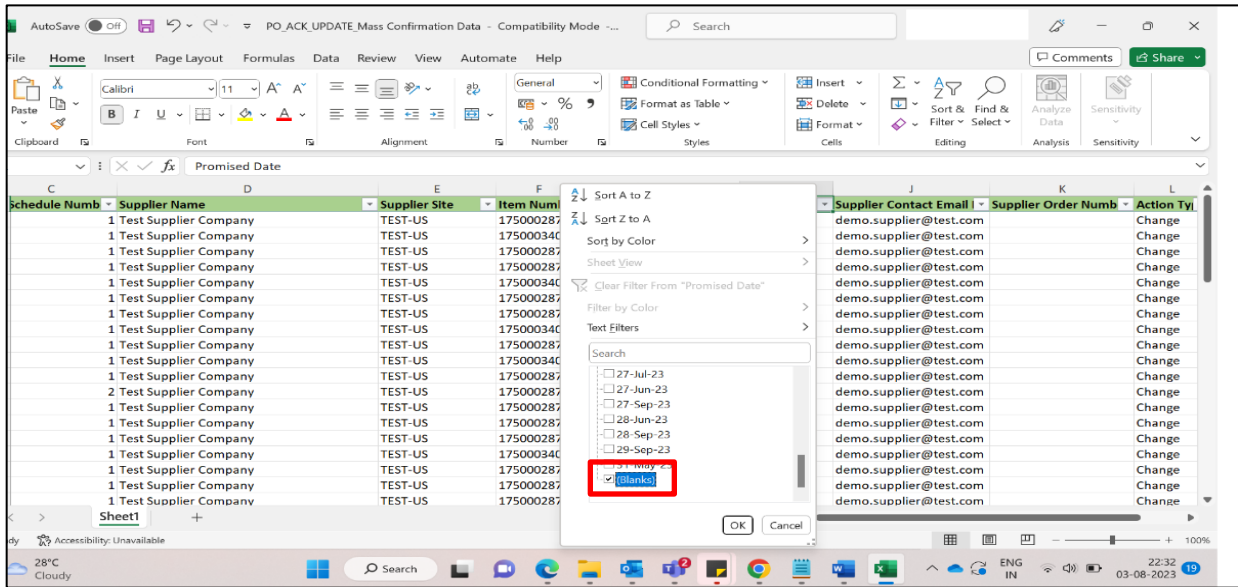 AutoSave Off PO_ACK_UPDATE_Mass Confirmation Data - Compatibility Mode -... Search
File Home Insert Page Layout Formulas Data Review View Automate Help Comments Share
Paste
Clipboard
Calibri 11 A^ A˅
B I U A
Font
ab
Alignment
General
% ,
Number
Conditional Formatting
Format as Table
Cell Styles
Styles
Insert
Delete
Format
Cells
Sort & Find &
Filter Select
Editing
Analyze
Data
Analysis
Sensitivity
Sensitivity
fx Promised Date
C D E F J K L
Schedule Numb Supplier Name Supplier Site Item Num Supplier Contact Email Supplier Order Numb Action Ty
1 Test Supplier Company TEST-US 175000287 demo.supplier@test.com Change
1 Test Supplier Company TEST-US 175000340 demo.supplier@test.com Change
1 Test Supplier Company TEST-US 175000287 demo.supplier@test.com Change
1 Test Supplier Company TEST-US 175000287 demo.supplier@test.com Change
1 Test Supplier Company TEST-US 175000340 demo.supplier@test.com Change
1 Test Supplier Company TEST-US 175000287 demo.supplier@test.com Change
1 Test Supplier Company TEST-US 175000287 demo.supplier@test.com Change
1 Test Supplier Company TEST-US 175000340 demo.supplier@test.com Change
1 Test Supplier Company TEST-US 175000287 demo.supplier@test.com Change
1 Test Supplier Company TEST-US 175000340 demo.supplier@test.com Change
1 Test Supplier Company TEST-US 175000287 demo.supplier@test.com Change
2 Test Supplier Company TEST-US 175000287 demo.supplier@test.com Change
1 Test Supplier Company TEST-US 175000287 demo.supplier@test.com Change
1 Test Supplier Company TEST-US 175000287 demo.supplier@test.com Change
1 Test Supplier Company TEST-US 175000287 demo.supplier@test.com Change
1 Test Supplier Company TEST-US 175000340 demo.supplier@test.com Change
1 Test Supplier Company TEST-US 175000287 demo.supplier@test.com Change
1 Test Supplier Company TEST-US 175000340 demo.supplier@test.com Change
1 Test Supplier Company TEST-US 175000287 demo.supplier@test.com Change
Sort A to Z
Sort Z to A
Sort by Color
Sheet View
Clear Filter From "Promised Date"
Filter by Color
Text Filters
Search
27-Jul-23
27-Jun-23
27-Sep-23
28-Jun-23
28-Sep-23
29-Sep-23
31-May-23
(Blanks)
OK Cancel
Sheet1 +
dy Accessibility: Unavailable 100%
28°C
Cloudy
Search
2
ENG
IN
22:32
03-08-2023
19